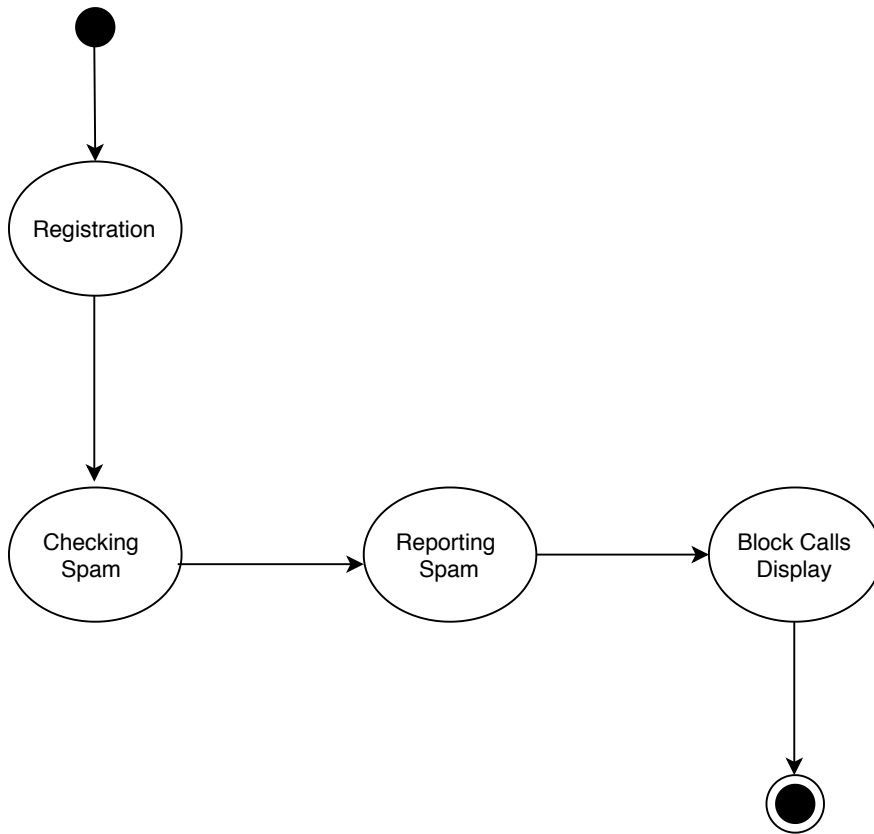 Registration
Checking
Spam
Reporting
Spam
Block Calls
Display